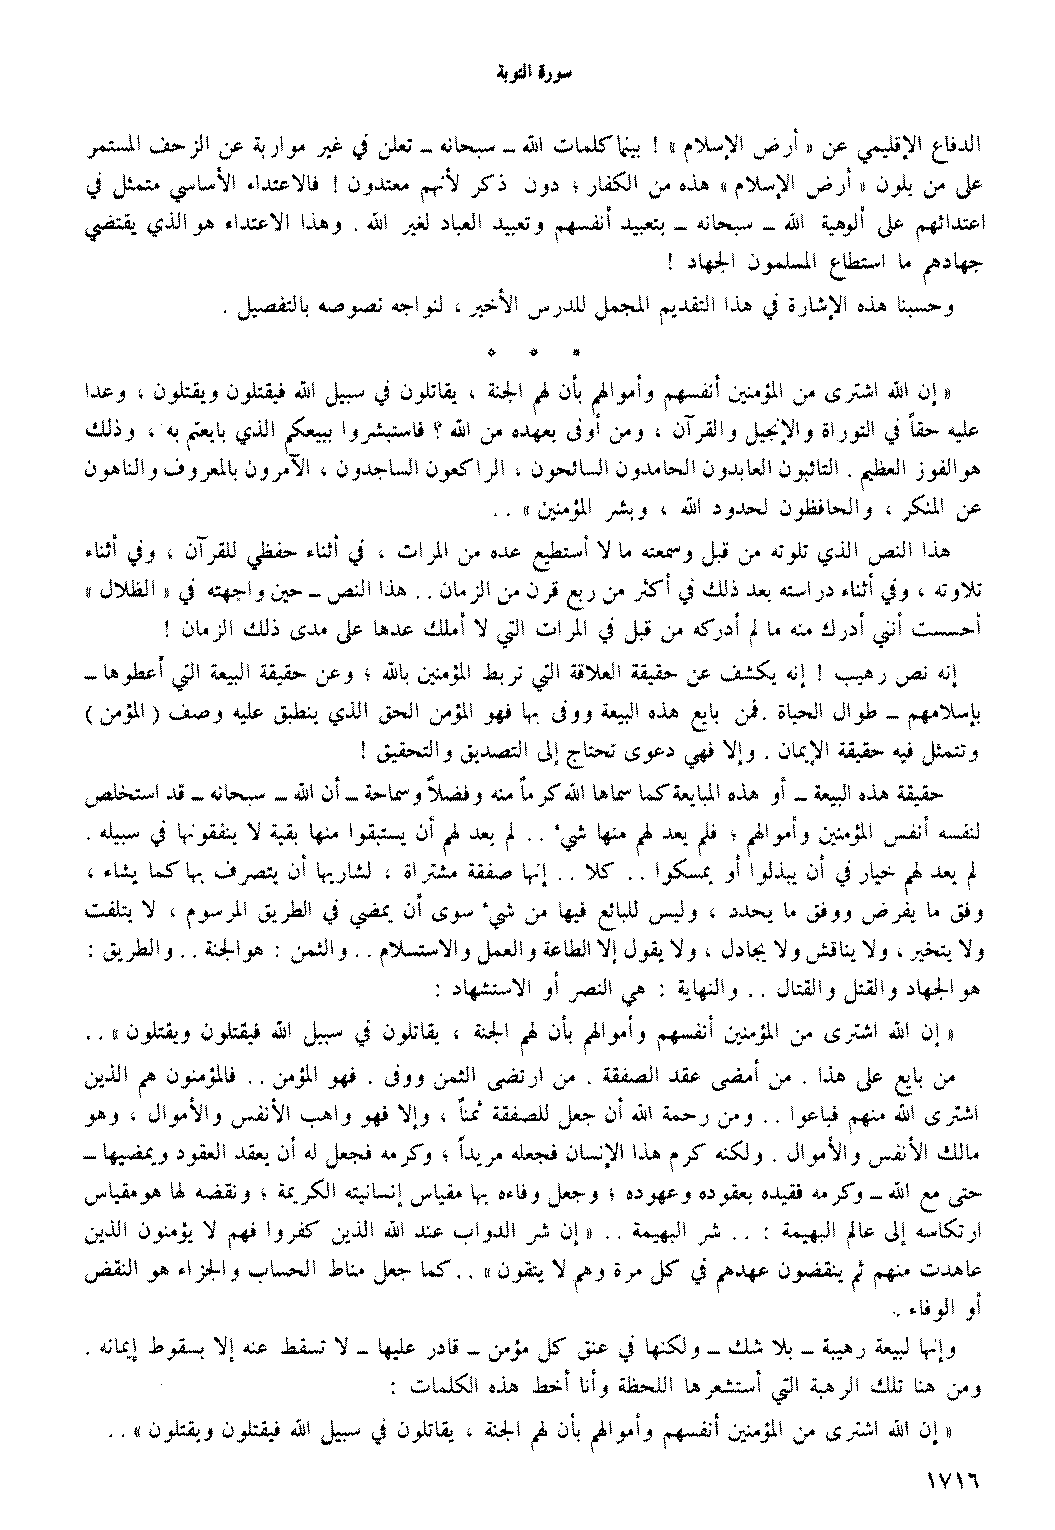 سورة التوبة
الدفاع الإقليمي عن « أرض الإسلام » ! بينما كلمات الله – سبحانه – تعلن في غير مواربة عن الزحف المستمر
على من يلون « أرض الإسلام » هذه من الكفار ؛ دون ذكر لأنهم معتدون ! فالاعتداء الأساسي متمثل في
اعتدائهم على ألوهية الله – سبحانه – بتعبيد أنفسهم وتعبيد العباد لغير الله . وهذا الاعتداء هو الذي يقتضي
جهادهم ما استطاع المسلمون الجهاد !
وحسبنا هذه الإشارة في هذا التقديم المجمل للدرس الأخير ، لنواجه نصوصه بالتفصيل .
* * *
« إن الله اشترى من المؤمنين أنفسهم وأموالهم بأن لهم الجنة ، يقاتلون في سبيل الله فيقتلون ويقتلون ، وعدا
عليه حقاً في التوراة والإنجيل والقرآن ، ومن أوفى بعهده من الله ؟ فاستبشروا ببيعكم الذي بايعتم به ، وذلك
هو الفوز العظيم . التائبون العابدون الحامدون السائحون ، الراكعون الساجدون ، الآمرون بالمعروف والناهون
عن المنكر ، والحافظون لحدود الله ، وبشر المؤمنين » ..
هذا النص الذي تلوته من قبل وسمعته ما لا أستطيع عده من المرات ، في أثناء حفظي للقرآن ، وفي أثناء
تلاوته ، وفي أثناء دراسته بعد ذلك في أكثر من ربع قرن من الزمان .. هذا النص – حين واجهته في « الظلال »
أحسست أنني أدرك منه ما لم أدركه من قبل في المرات التي لا أملك عدها على مدى ذلك الزمان !
إنه نص رهيب ! إنه يكشف عن حقيقة العلاقة التي تربط المؤمنين بالله ؛ وعن حقيقة البيعة التي أعطوها –
بإسلامهم – طوال الحياة . فمن بايع هذه البيعة ووفى بها فهو المؤمن الحق الذي ينطبق عليه وصف ( المؤمن )
وتتمثل فيه حقيقة الإيمان . وإلا فهي دعوى تحتاج إلى التصديق والتحقيق !
حقيقة هذه البيعة – أو هذه المبايعة كما سماها الله كرماً منه وفضلاً وسماحة – أن الله – سبحانه – قد استخلص
لنفسه أنفس المؤمنين وأموالهم ؛ فلم يعد لهم منها شيء .. لم يعد لهم أن يستبقوا منها بقية لا ينفقونها في سبيله .
لم يعد لهم خيار في أن يبذلوا أو يمسكوا .. كلا .. إنها صفقة مشتراة ، لشاريها أن يتصرف بها كما يشاء ،
وفق ما يفرض ووفق ما يحدد ، وليس للبائع فيها من شيء سوى أن يمضي في الطريق المرسوم ، لا يتلفت
ولا يتخير ، ولا يناقش ولا يجادل ، ولا يقول إلا الطاعة والعمل والاستسلام .. والثمن : هو الجنة .. والطريق :
هو الجهاد والقتل والقتال .. والنهاية : هي النصر أو الاستشهاد :
« إن الله اشترى من المؤمنين أنفسهم وأموالهم بأن لهم الجنة ، يقاتلون في سبيل الله فيقتلون ويقتلون » ..
من بايع على هذا . من أمضى عقد الصفقة . من ارتضى الثمن ووفى . فهو المؤمن .. فالمؤمنون هم الذين
اشترى الله منهم فباعوا .. ومن رحمة الله أن جعل للصفقة ثمناً ، وإلا فهو واهب الأنفس والأموال ، وهو
مالك الأنفس والأموال . ولكنه كرم هذا الإنسان فجعله مريداً ؛ وكرمه فجعل له أن يعقد العقود ويمضيها –
حتى مع الله – وكرمه فقيده بعقوده وعهوده ؛ وجعل وفاءه بها مقياس إنسانيته الكريمة ؛ ونقضه لها هو مقياس
ارتكاسه إلى عالم البهيمة : .. شر البهيمة .. « إن شر الدواب عند الله الذين كفروا فهم لا يؤمنون الذين
عاهدت منهم ثم ينقضون عهدهم في كل مرة وهم لا يتقون » .. كما جعل مناط الحساب والجزاء هو النقض
أو الوفاء .
وإنها لبيعة رهيبة – بلا شك – ولكنها في عنق كل مؤمن – قادر عليها – لا تسقط عنه إلا بسقوط إيمانه .
ومن هنا تلك الرهبة التي أستشعرها اللحظة وأنا أخط هذه الكلمات :
« إن الله اشترى من المؤمنين أنفسهم وأموالهم بأن لهم الجنة ، يقاتلون في سبيل الله فيقتلون ويقتلون » ..
١٧١٦